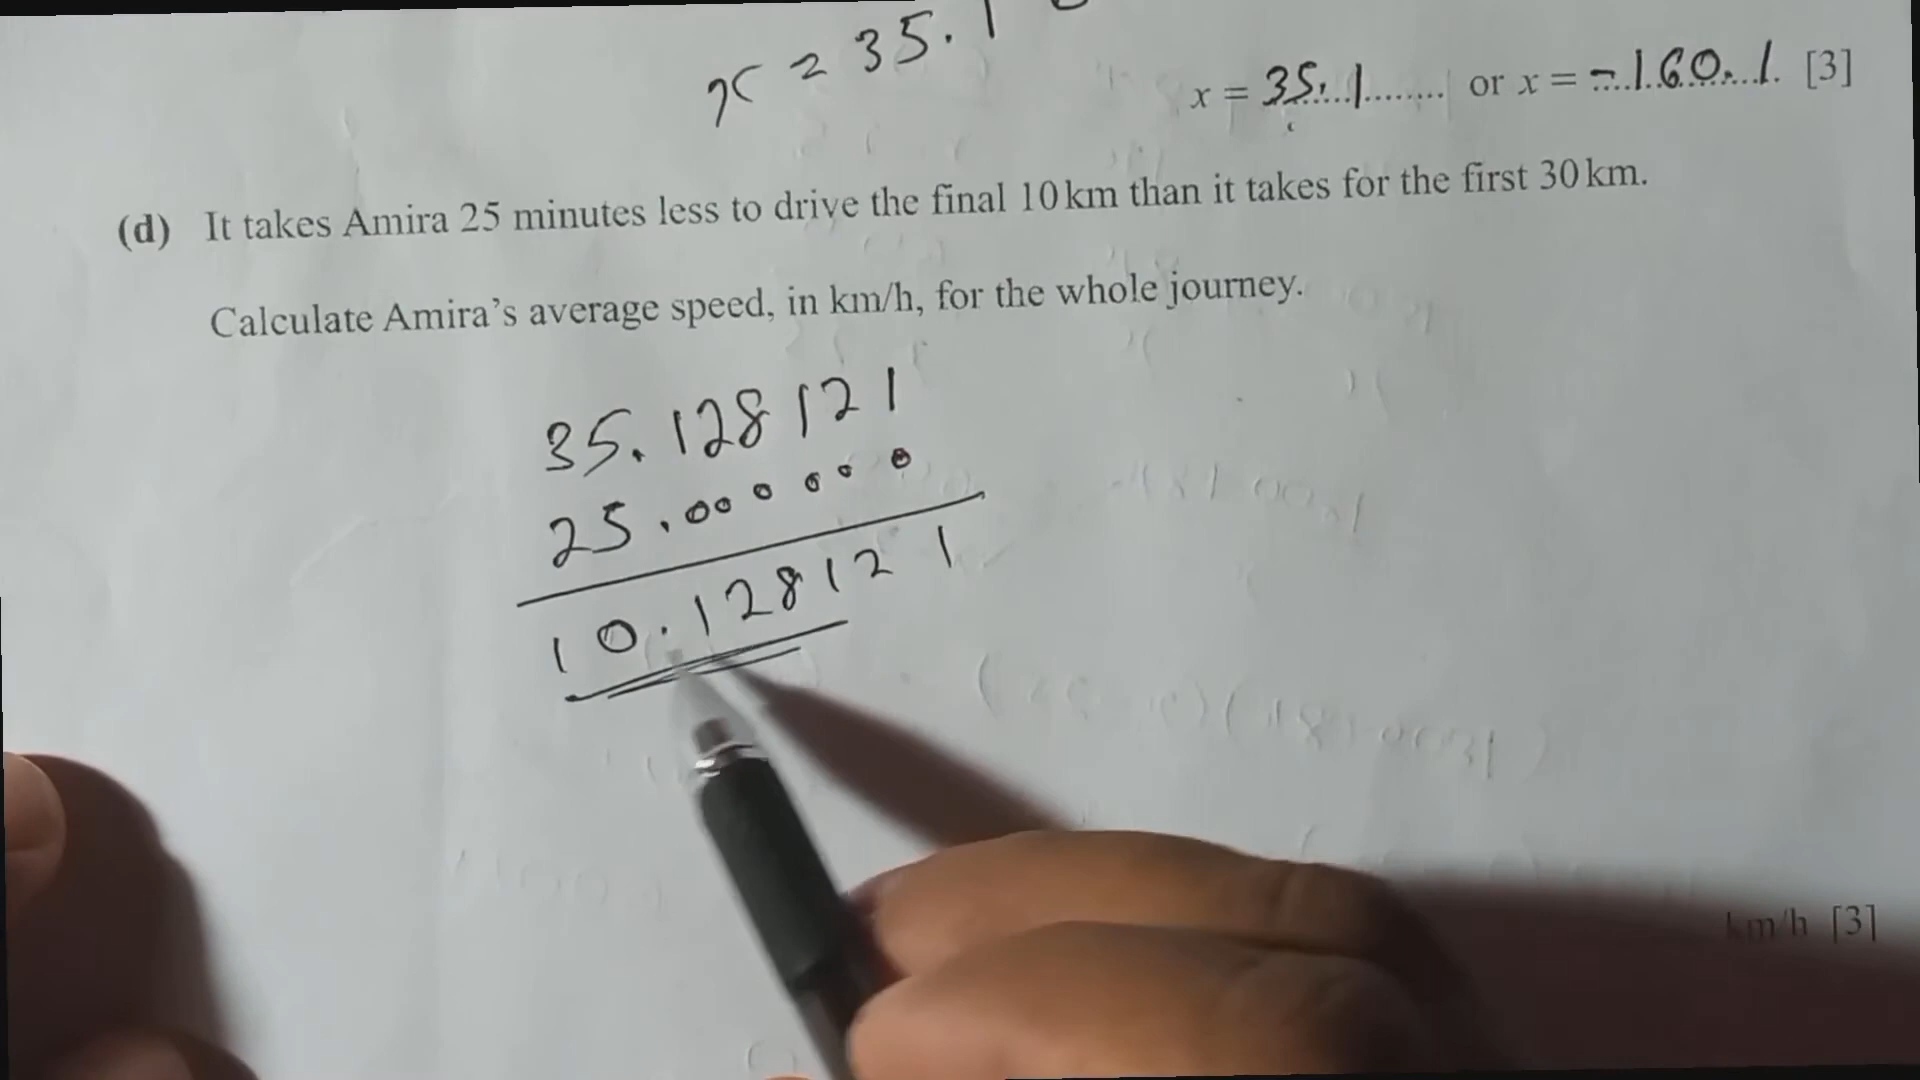 x = 35.1
x = 35.1 or x = -160.1 [3]
(d) It takes Amira 25 minutes less to drive the final 10 km than it takes for the first 30 km.
Calculate Amira's average speed, in km/h, for the whole journey.
35.128121
25.000000
10.128121
km/h [3]